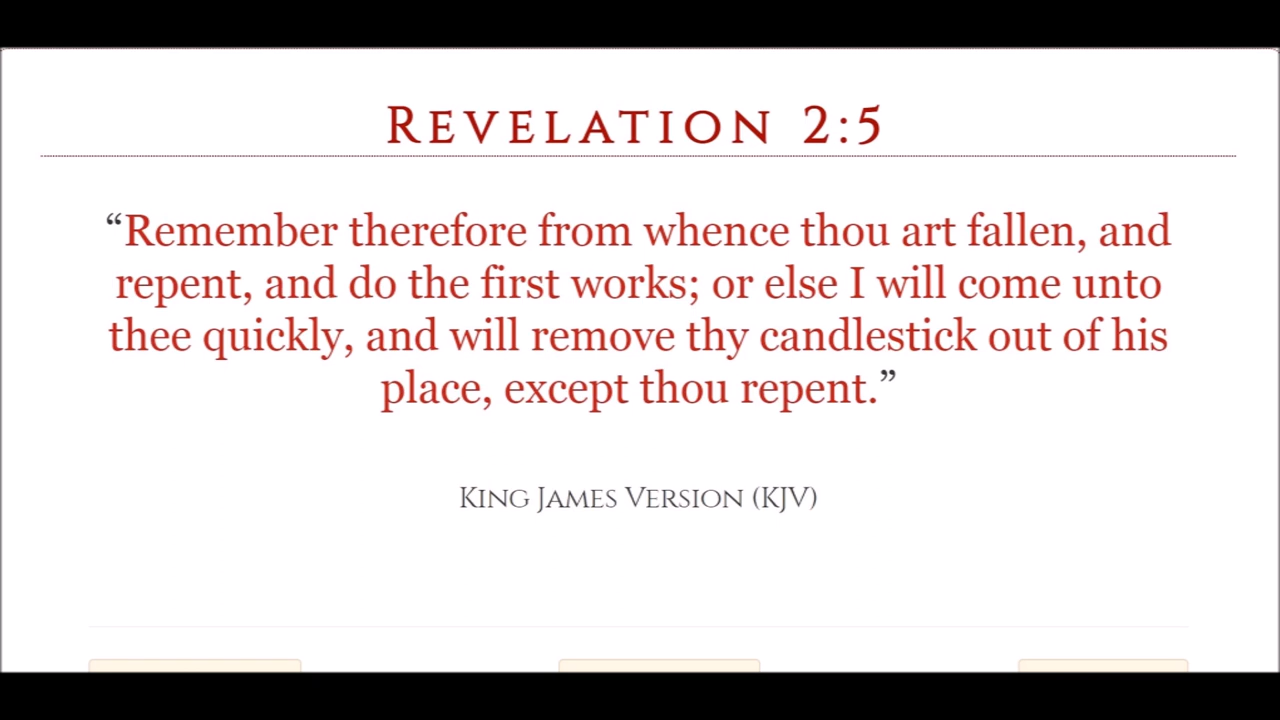 Revelation 2:5
“Remember therefore from whence thou art fallen, and
repent, and do the first works; or else I will come unto
thee quickly, and will remove thy candlestick out of his
place, except thou repent.”
King James Version (KJV)